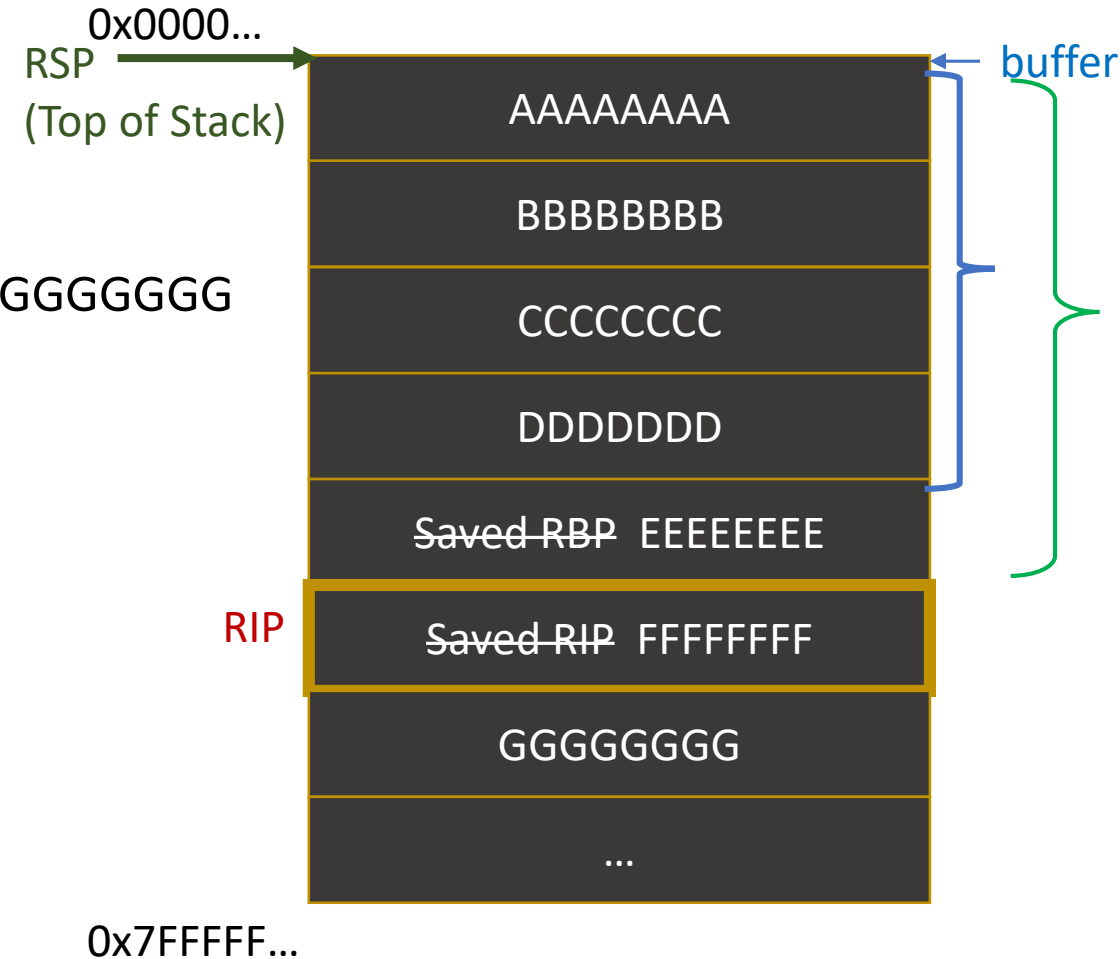 0x0000…
RSP
(Top of Stack)
buffer
AAAAAAAA
BBBBBBBB
GGGGGGG
CCCCCCCC
DDDDDDD
Saved RBP EEEEEEEE
RIP
Saved RIP FFFFFFFF
GGGGGGGG
…
0x7FFFFF…